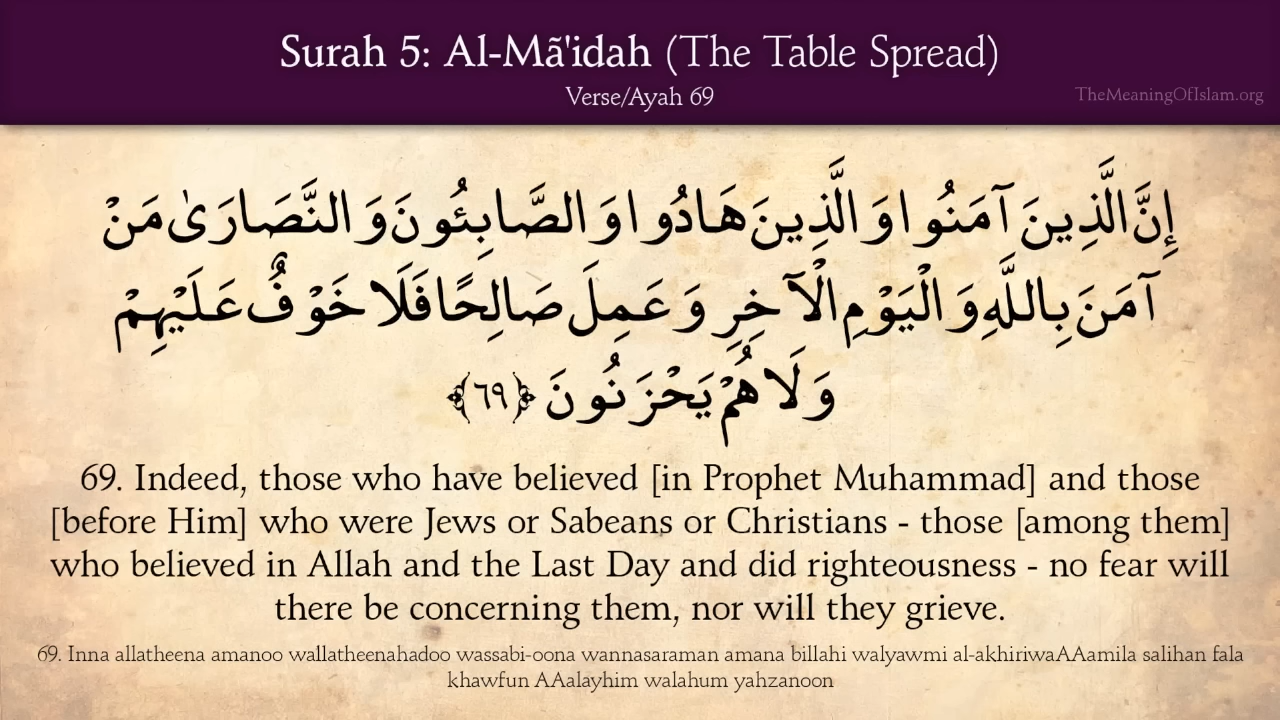 Surah 5: Al-Mã'idah (The Table Spread)
Verse/Ayah 69
TheMeaningOfIslam.org
إِنَّ الَّذِينَ آمَنُوا وَالَّذِينَ هَادُوا وَالصَّابِئُونَ وَالنَّصَارَىٰ مَنْ
آمَنَ بِاللَّهِ وَالْيَوْمِ الْآخِرِ وَعَمِلَ صَالِحًا فَلَا خَوْفٌ عَلَيْهِمْ
وَلَا هُمْ يَحْزَنُونَ ﴿٦٩﴾
69. Indeed, those who have believed [in Prophet Muhammad] and those
[before Him] who were Jews or Sabeans or Christians - those [among them]
who believed in Allah and the Last Day and did righteousness - no fear will
there be concerning them, nor will they grieve.
69. Inna allatheena amanoo wallatheenahadoo wassabi-oona wannasaraman amana billahi walyawmi al-akhiriwaAAamila salihan fala
khawfun AAalayhim walahum yahzanoon